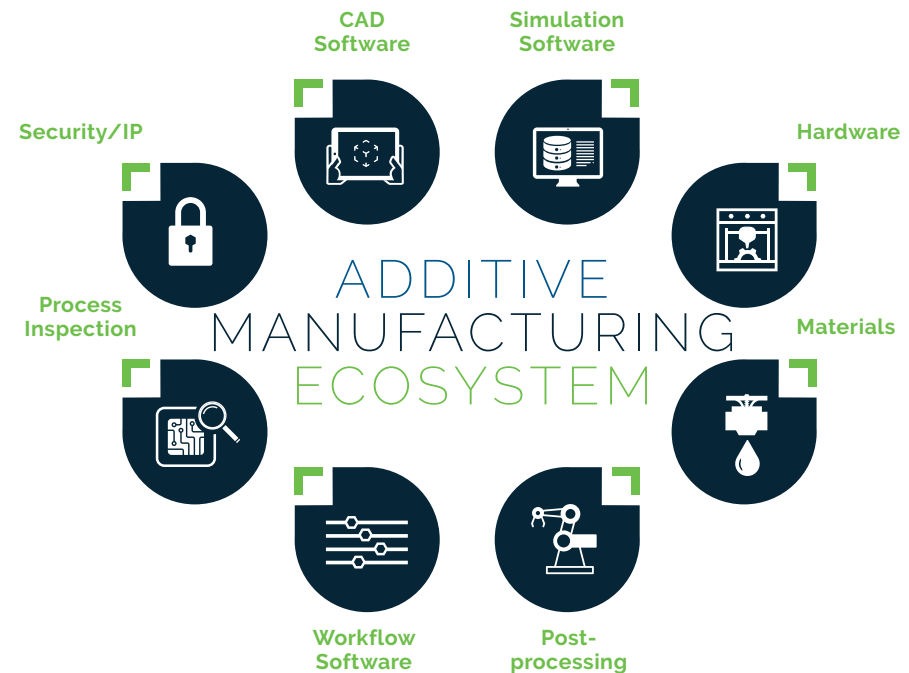 CAD
Software
Simulation
Software
Security/IP
Hardware
ADDITIVE
MANUFACTURING
ECOSYSTEM
Process
Inspection
Materials
Workflow
Software
Post-
processing